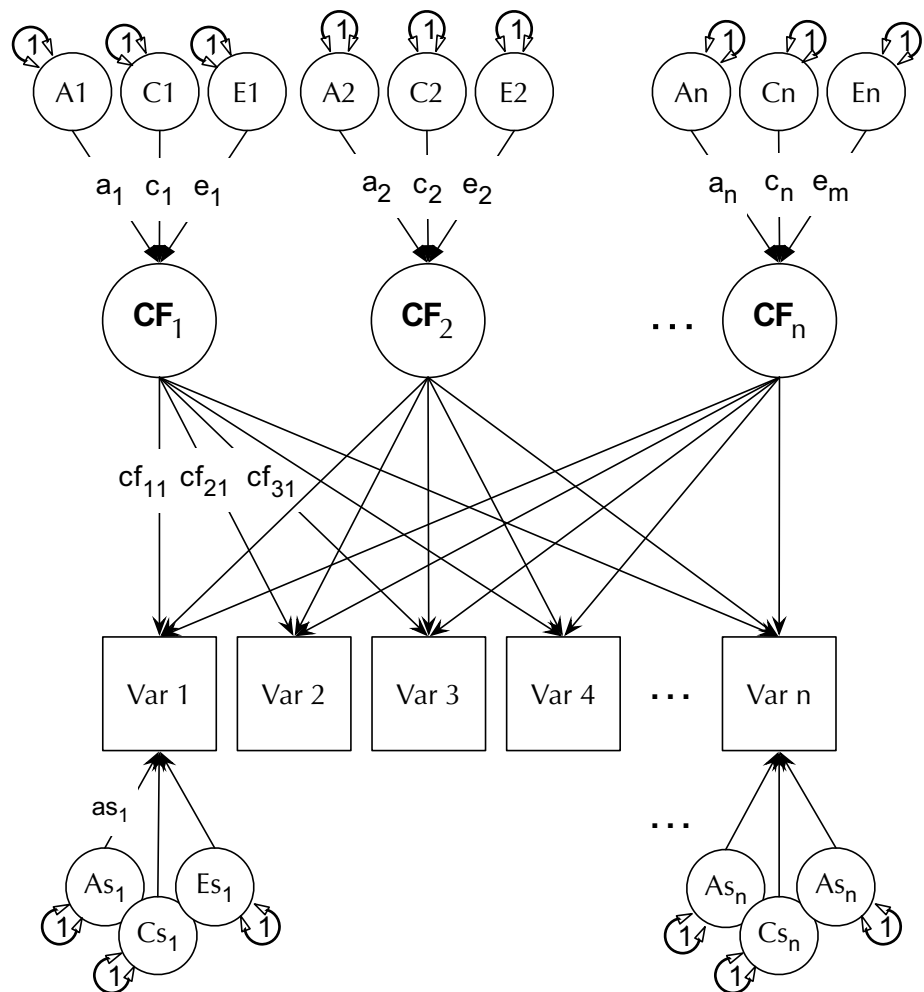 1 1 1 1 1 1 1 1 1
A1 C1 E1 A2 C2 E2 An Cn En
a1 c1 e1 a2 c2 e2 an cn em
CF1 CF2 ... CFn
cf11 cf21 cf31
Var 1 Var 2 Var 3 Var 4 ... Var n
as1
...
As1 Es1 Asn Asn
Cs1 Csn
1 1 1 1
1 1